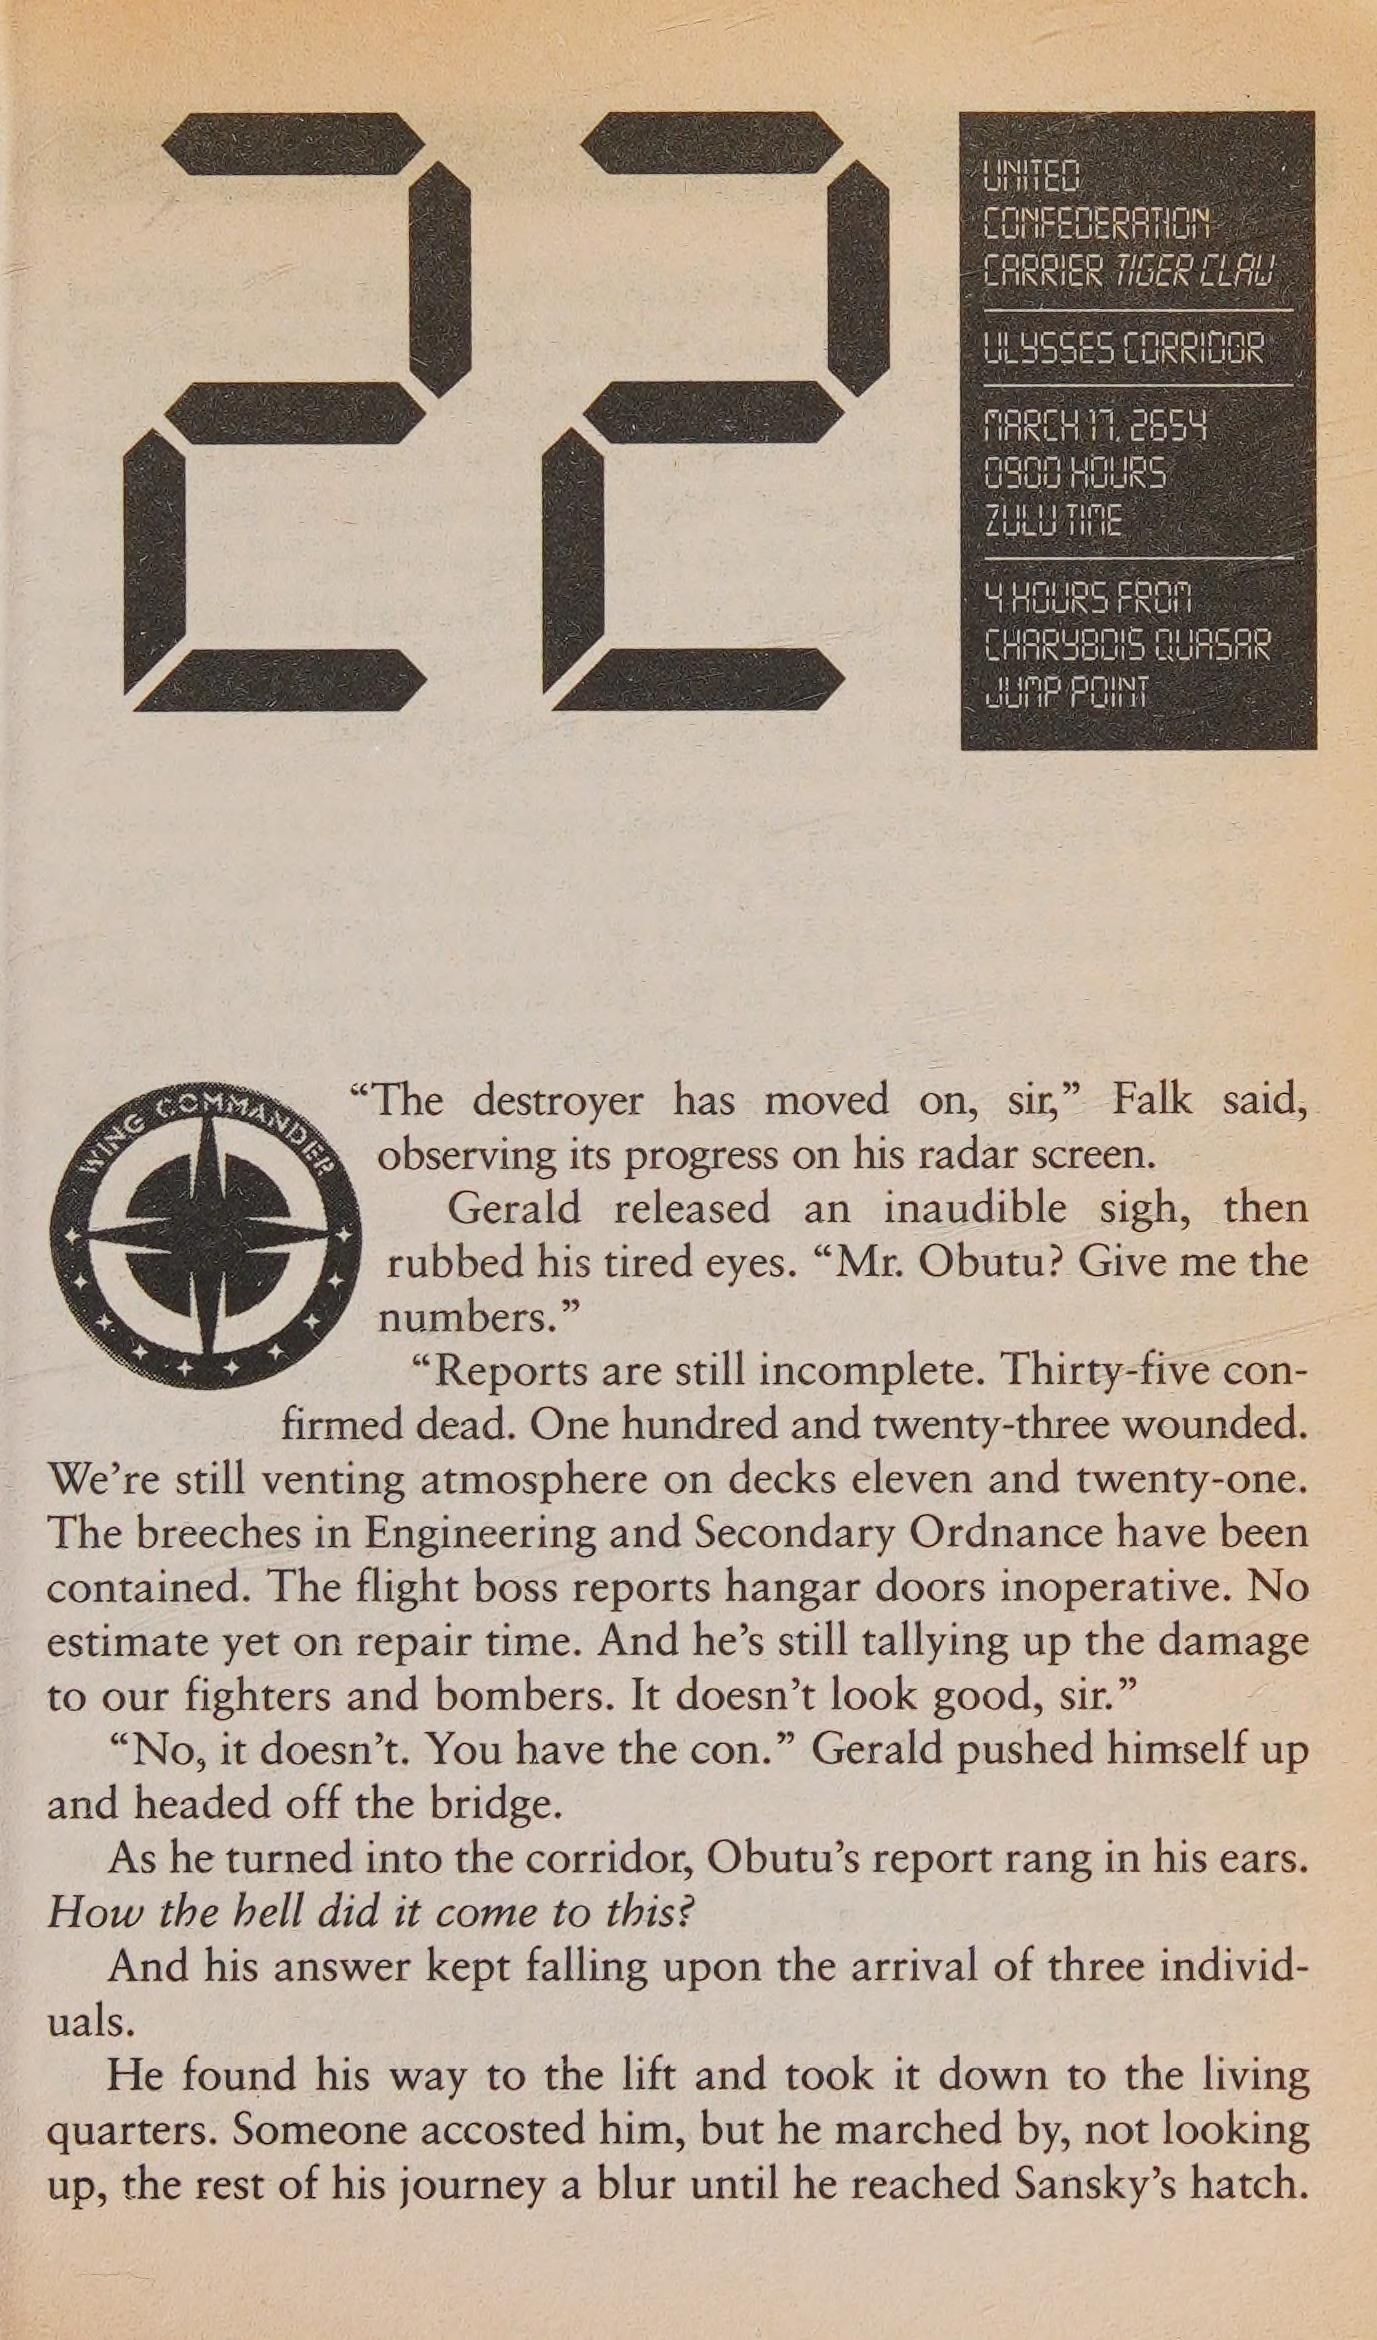 22
UNITED
CONFEDERATION
CARRIER TIGER CLAW
ULYSSES CORRIDOR
MARCH 17, 2654
0900 HOURS
ZULU TIME
4 HOURS FROM
CHARYBDIS QUASAR
JUMP POINT
WING COMMANDER
“The destroyer has moved on, sir,” Falk said,
observing its progress on his radar screen.
Gerald released an inaudible sigh, then
rubbed his tired eyes. “Mr. Obutu? Give me the
numbers.”
“Reports are still incomplete. Thirty-five con-
firmed dead. One hundred and twenty-three wounded.
We’re still venting atmosphere on decks eleven and twenty-one.
The breeches in Engineering and Secondary Ordnance have been
contained. The flight boss reports hangar doors inoperative. No
estimate yet on repair time. And he’s still tallying up the damage
to our fighters and bombers. It doesn’t look good, sir.”
“No, it doesn’t. You have the con.” Gerald pushed himself up
and headed off the bridge.
As he turned into the corridor, Obutu’s report rang in his ears.
How the hell did it come to this?
And his answer kept falling upon the arrival of three individ-
uals.
He found his way to the lift and took it down to the living
quarters. Someone accosted him, but he marched by, not looking
up, the rest of his journey a blur until he reached Sansky’s hatch.